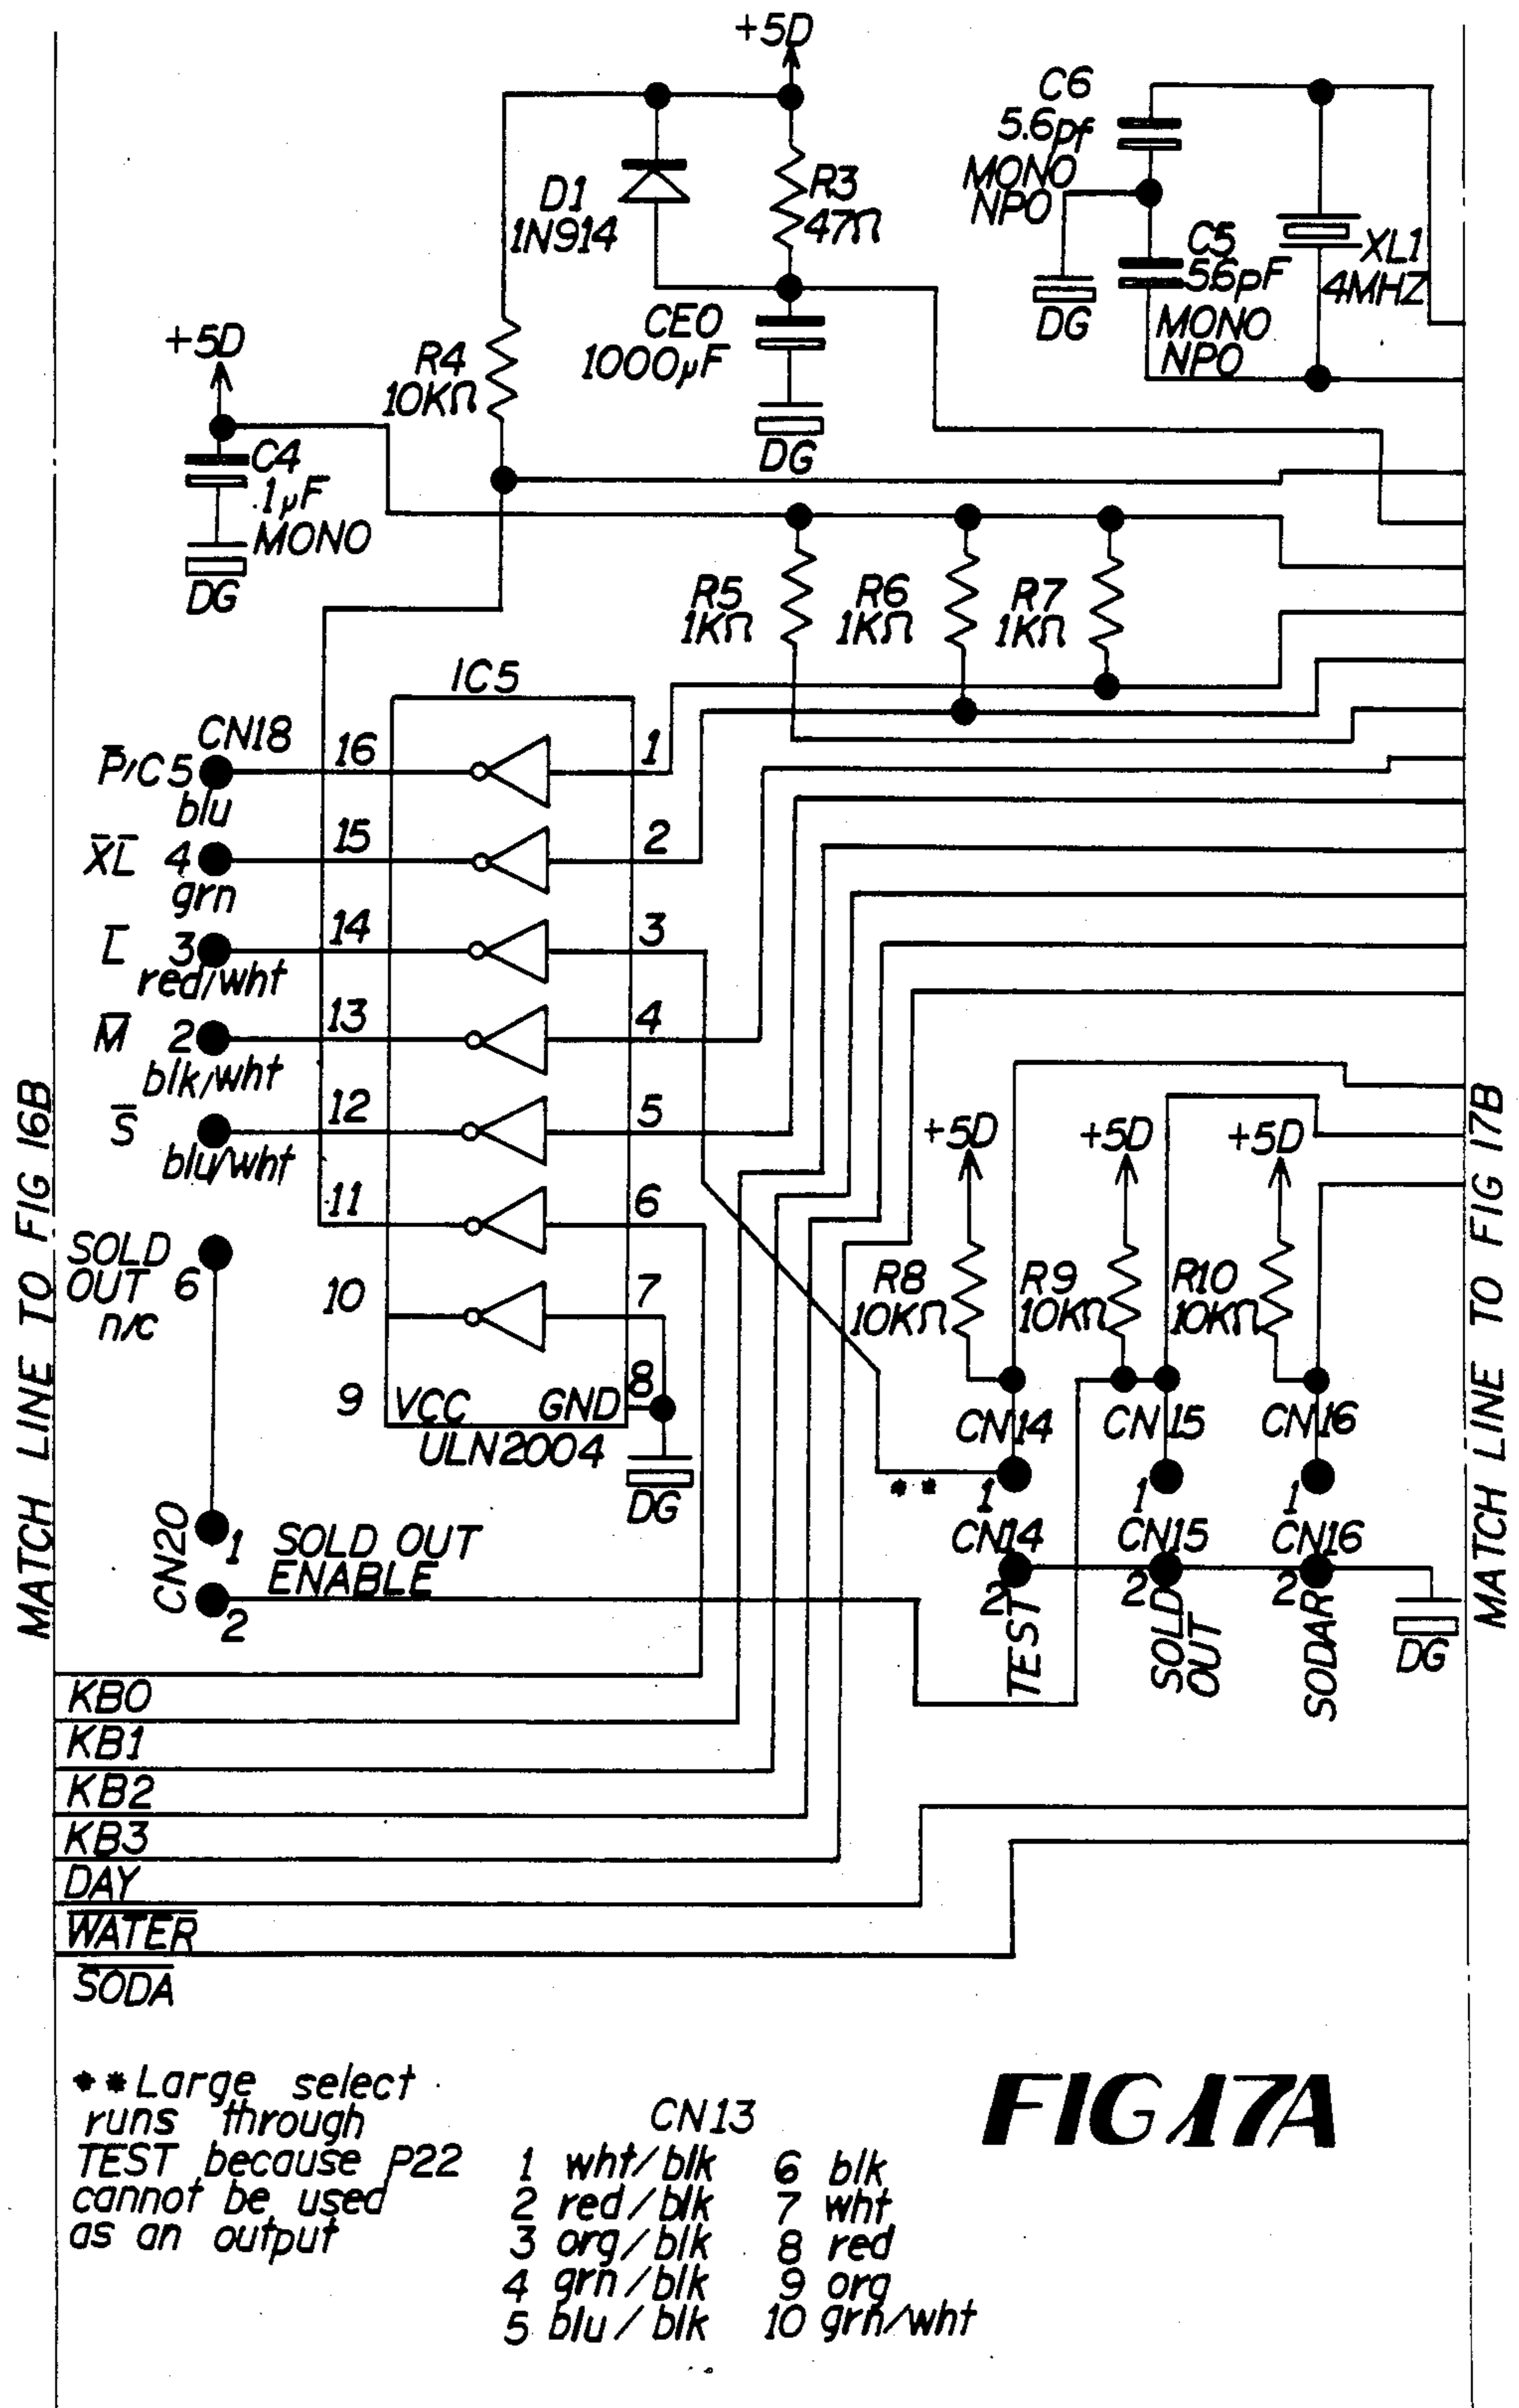 +5D
C6
5.6pf
MONO
NPO
D1
1N914
R3
47Ω
C5
56pF
MONO
NPO
XL1
4MHZ
DG
+5D
R4
10KΩ
CE0
1000µF
DG
C4
.1µF
MONO
DG
R5
1KΩ
R6
1KΩ
R7
1KΩ
IC5
CN18
P̅/C 5
blu
16
1
X̅L̅ 4
grn
15
2
L̅ 3
red/wht
14
3
M̅ 2
blk/wht
13
4
S̅
blu/wht
12
5
11
6
10
7
9
VCC
GND
8
ULN2004
DG
SOLD
OUT 6
n/c
+5D
+5D
+5D
R8
10KΩ
R9
10KΩ
R10
10KΩ
CN14
CN15
CN16
**
1
1
1
CN14
CN15
CN16
2
2
2
TEST
SOLD
OUT
SODAR
DG
CN20
1
2
SOLD OUT
ENABLE
MATCH LINE TO FIG 16B
MATCH LINE TO FIG 17B
KB0
KB1
KB2
KB3
DAY
W̅A̅T̅E̅R̅
S̅O̅D̅A̅
**Large select
runs through
TEST because P22
cannot be used
as an output
CN13
1 wht/blk 6 blk
2 red/blk 7 wht
3 org/blk 8 red
4 grn/blk 9 org
5 blu/blk 10 grn/wht
FIG 17A